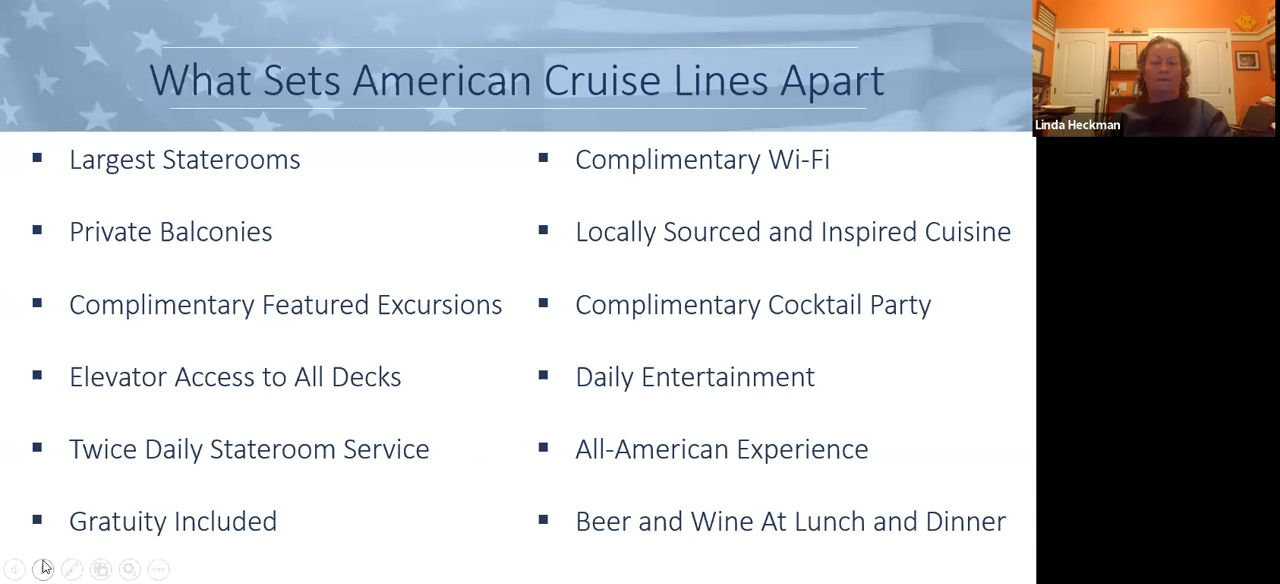 What Sets American Cruise Lines Apart
Largest Staterooms
Private Balconies
Complimentary Featured Excursions
Elevator Access to All Decks
Twice Daily Stateroom Service
Gratuity Included
Complimentary Wi-Fi
Locally Sourced and Inspired Cuisine
Complimentary Cocktail Party
Daily Entertainment
All-American Experience
Beer and Wine At Lunch and Dinner
Linda Heckman